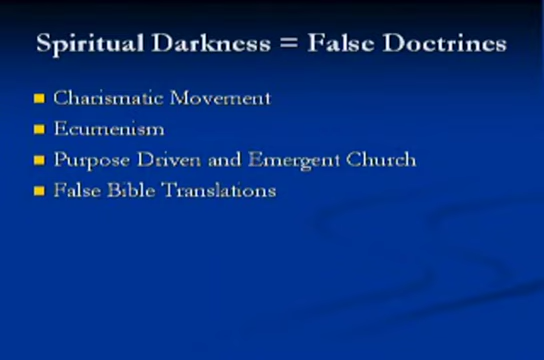 Spiritual Darkness = False Doctrines
Charismatic Movement
Ecumenism
Purpose Driven and Emergent Church
False Bible Translations